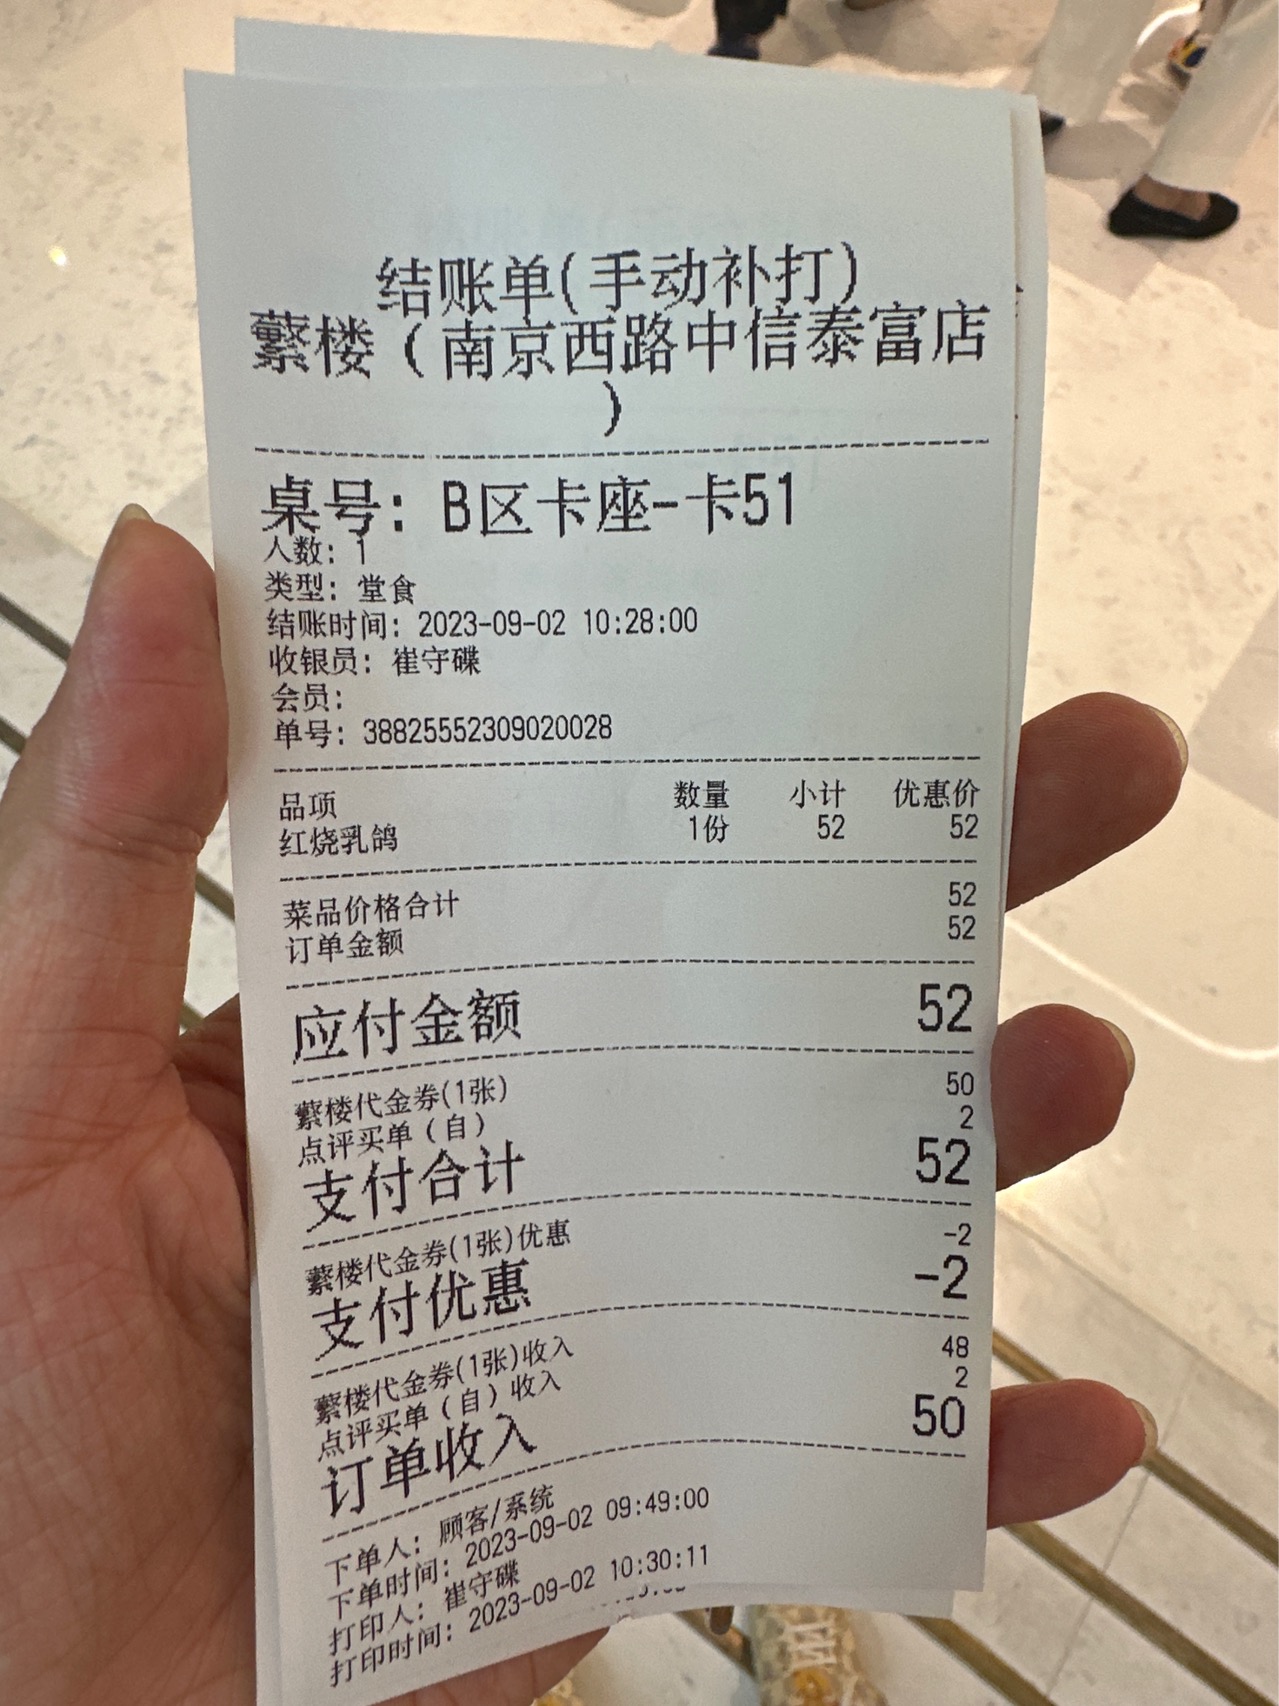 结账单(手动补打)
蘩楼（南京西路中信泰富店
）
桌号: B区卡座-卡51
人数: 1
类型: 堂食
结账时间: 2023-09-02 10:28:00
收银员: 崔守碟
会员:
单号: 38825552309020028
品项 数量 小计 优惠价
红烧乳鸽 1份 52 52
菜品价格合计 52
订单金额 52
应付金额 52
蘩楼代金券(1张) 50
点评买单（自） 2
支付合计 52
蘩楼代金券(1张)优惠 -2
支付优惠 -2
蘩楼代金券(1张)收入 48
点评买单（自）收入 2
订单收入 50
下单人: 顾客/系统
下单时间: 2023-09-02 09:49:00
打印人: 崔守碟
打印时间: 2023-09-02 10:30:11